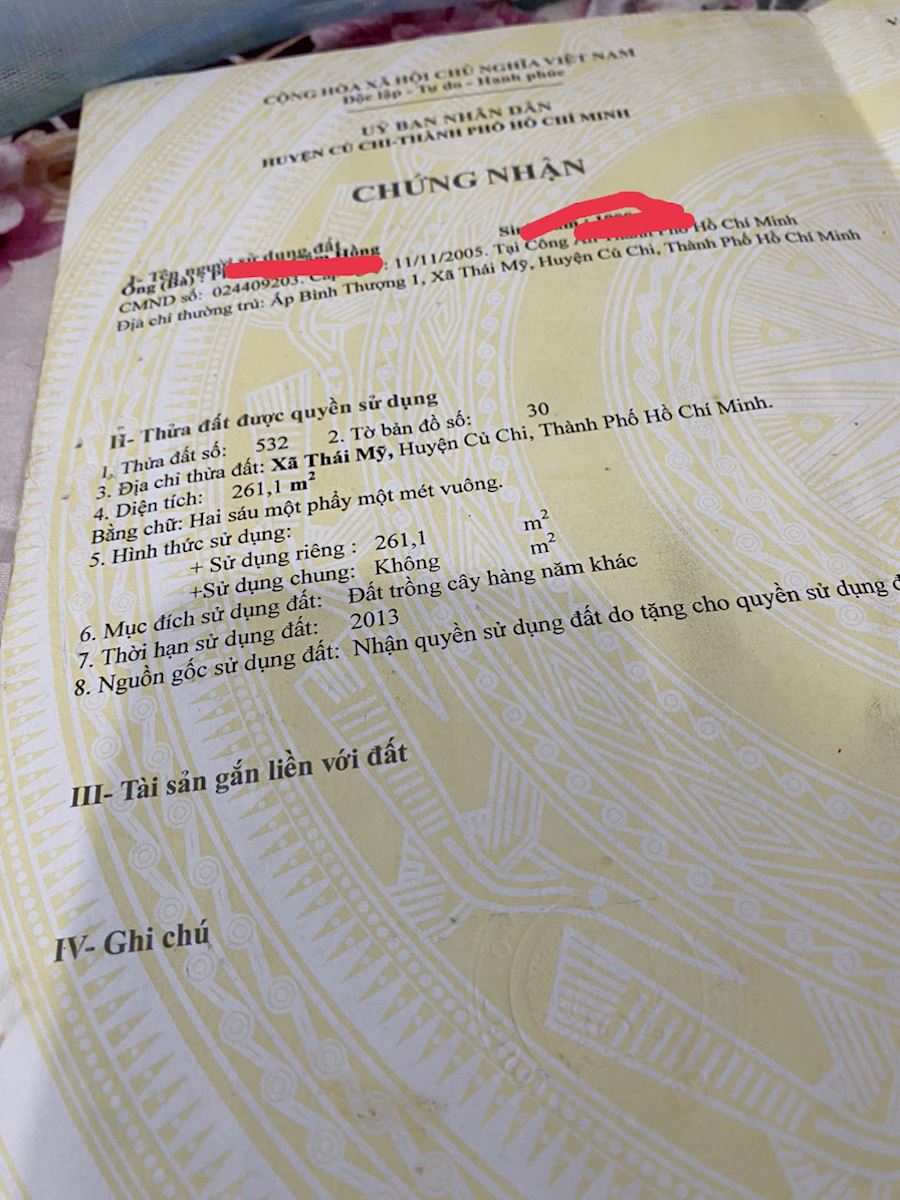 CỘNG HÒA XÃ HỘI CHỦ NGHĨA VIỆT NAM
Độc lập - Tự do - Hạnh phúc
UỶ BAN NHÂN DÂN
HUYỆN CỦ CHI-THÀNH PHỐ HỒ CHÍ MINH
CHỨNG NHẬN
I- Tên người sử dụng đất
Ông (Bà) : Hồng
CMND số: 024409203. : 11/11/2005. Tại Công An Thành Phố Hồ Chí Minh
Địa chỉ thường trú: Ấp Bình Thượng 1, Xã Thái Mỹ, Huyện Củ Chi, Thành Phố Hồ Chí Minh
II- Thửa đất được quyền sử dụng
1. Thửa đất số: 532 2. Tờ bản đồ số: 30
3. Địa chỉ thửa đất: Xã Thái Mỹ, Huyện Củ Chi, Thành Phố Hồ Chí Minh.
4. Diện tích: 261,1 m²
Bằng chữ: Hai sáu một phẩy một mét vuông.
5. Hình thức sử dụng:
+ Sử dụng riêng : 261,1 m²
+Sử dụng chung: Không m²
6. Mục đích sử dụng đất: Đất trồng cây hàng năm khác
7. Thời hạn sử dụng đất: 2013
8. Nguồn gốc sử dụng đất: Nhận quyền sử dụng đất do tặng cho quyền sử dụng
III- Tài sản gắn liền với đất
IV- Ghi chú